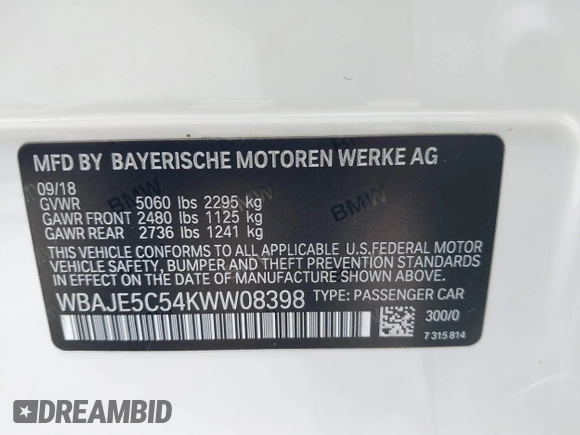 MFD BY BAYERISCHE MOTOREN WERKE AG
09/18
GVWR 5060 lbs 2295 kg
GAWR FRONT 2480 lbs 1125 kg
GAWR REAR 2736 lbs 1241 kg
THIS VEHICLE CONFORMS TO ALL APPLICABLE U.S.FEDERAL MOTOR
VEHICLE SAFETY, BUMPER AND THEFT PREVENTION STANDARDS
IN EFFECT ON THE DATE OF MANUFACTURE SHOWN ABOVE.
WBAJE5C54KWW08398 TYPE: PASSENGER CAR
300/0
7 315 814
BMW
BMW
DREAMBID